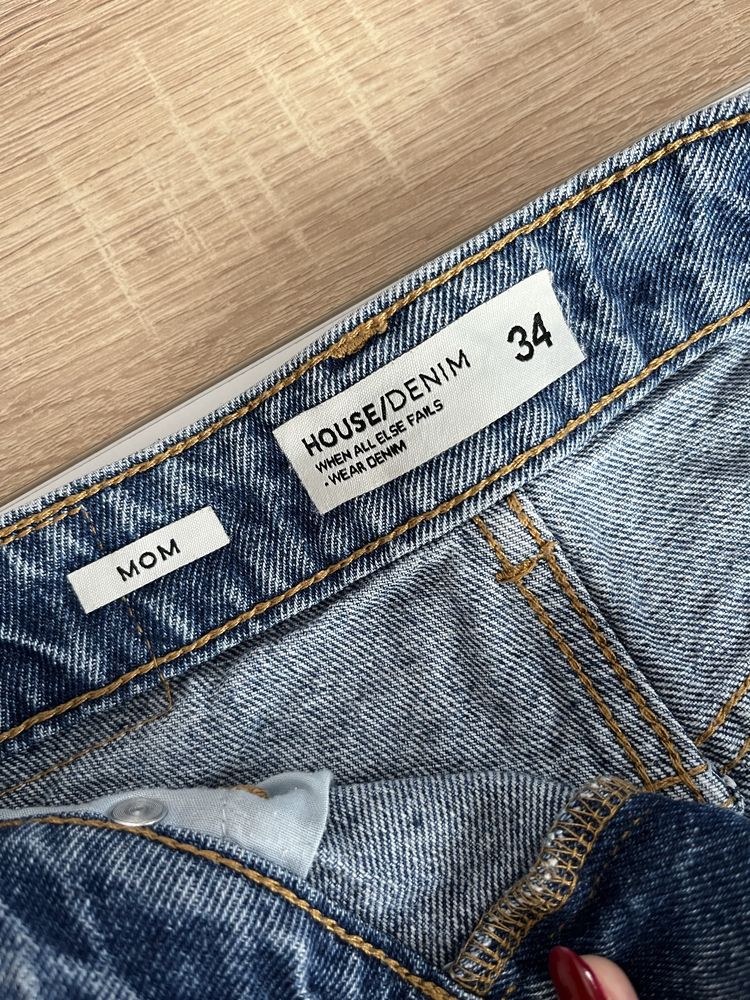 HOUSE/DENIM
WHEN ALL ELSE FAILS
. WEAR DENIM
34
MOM